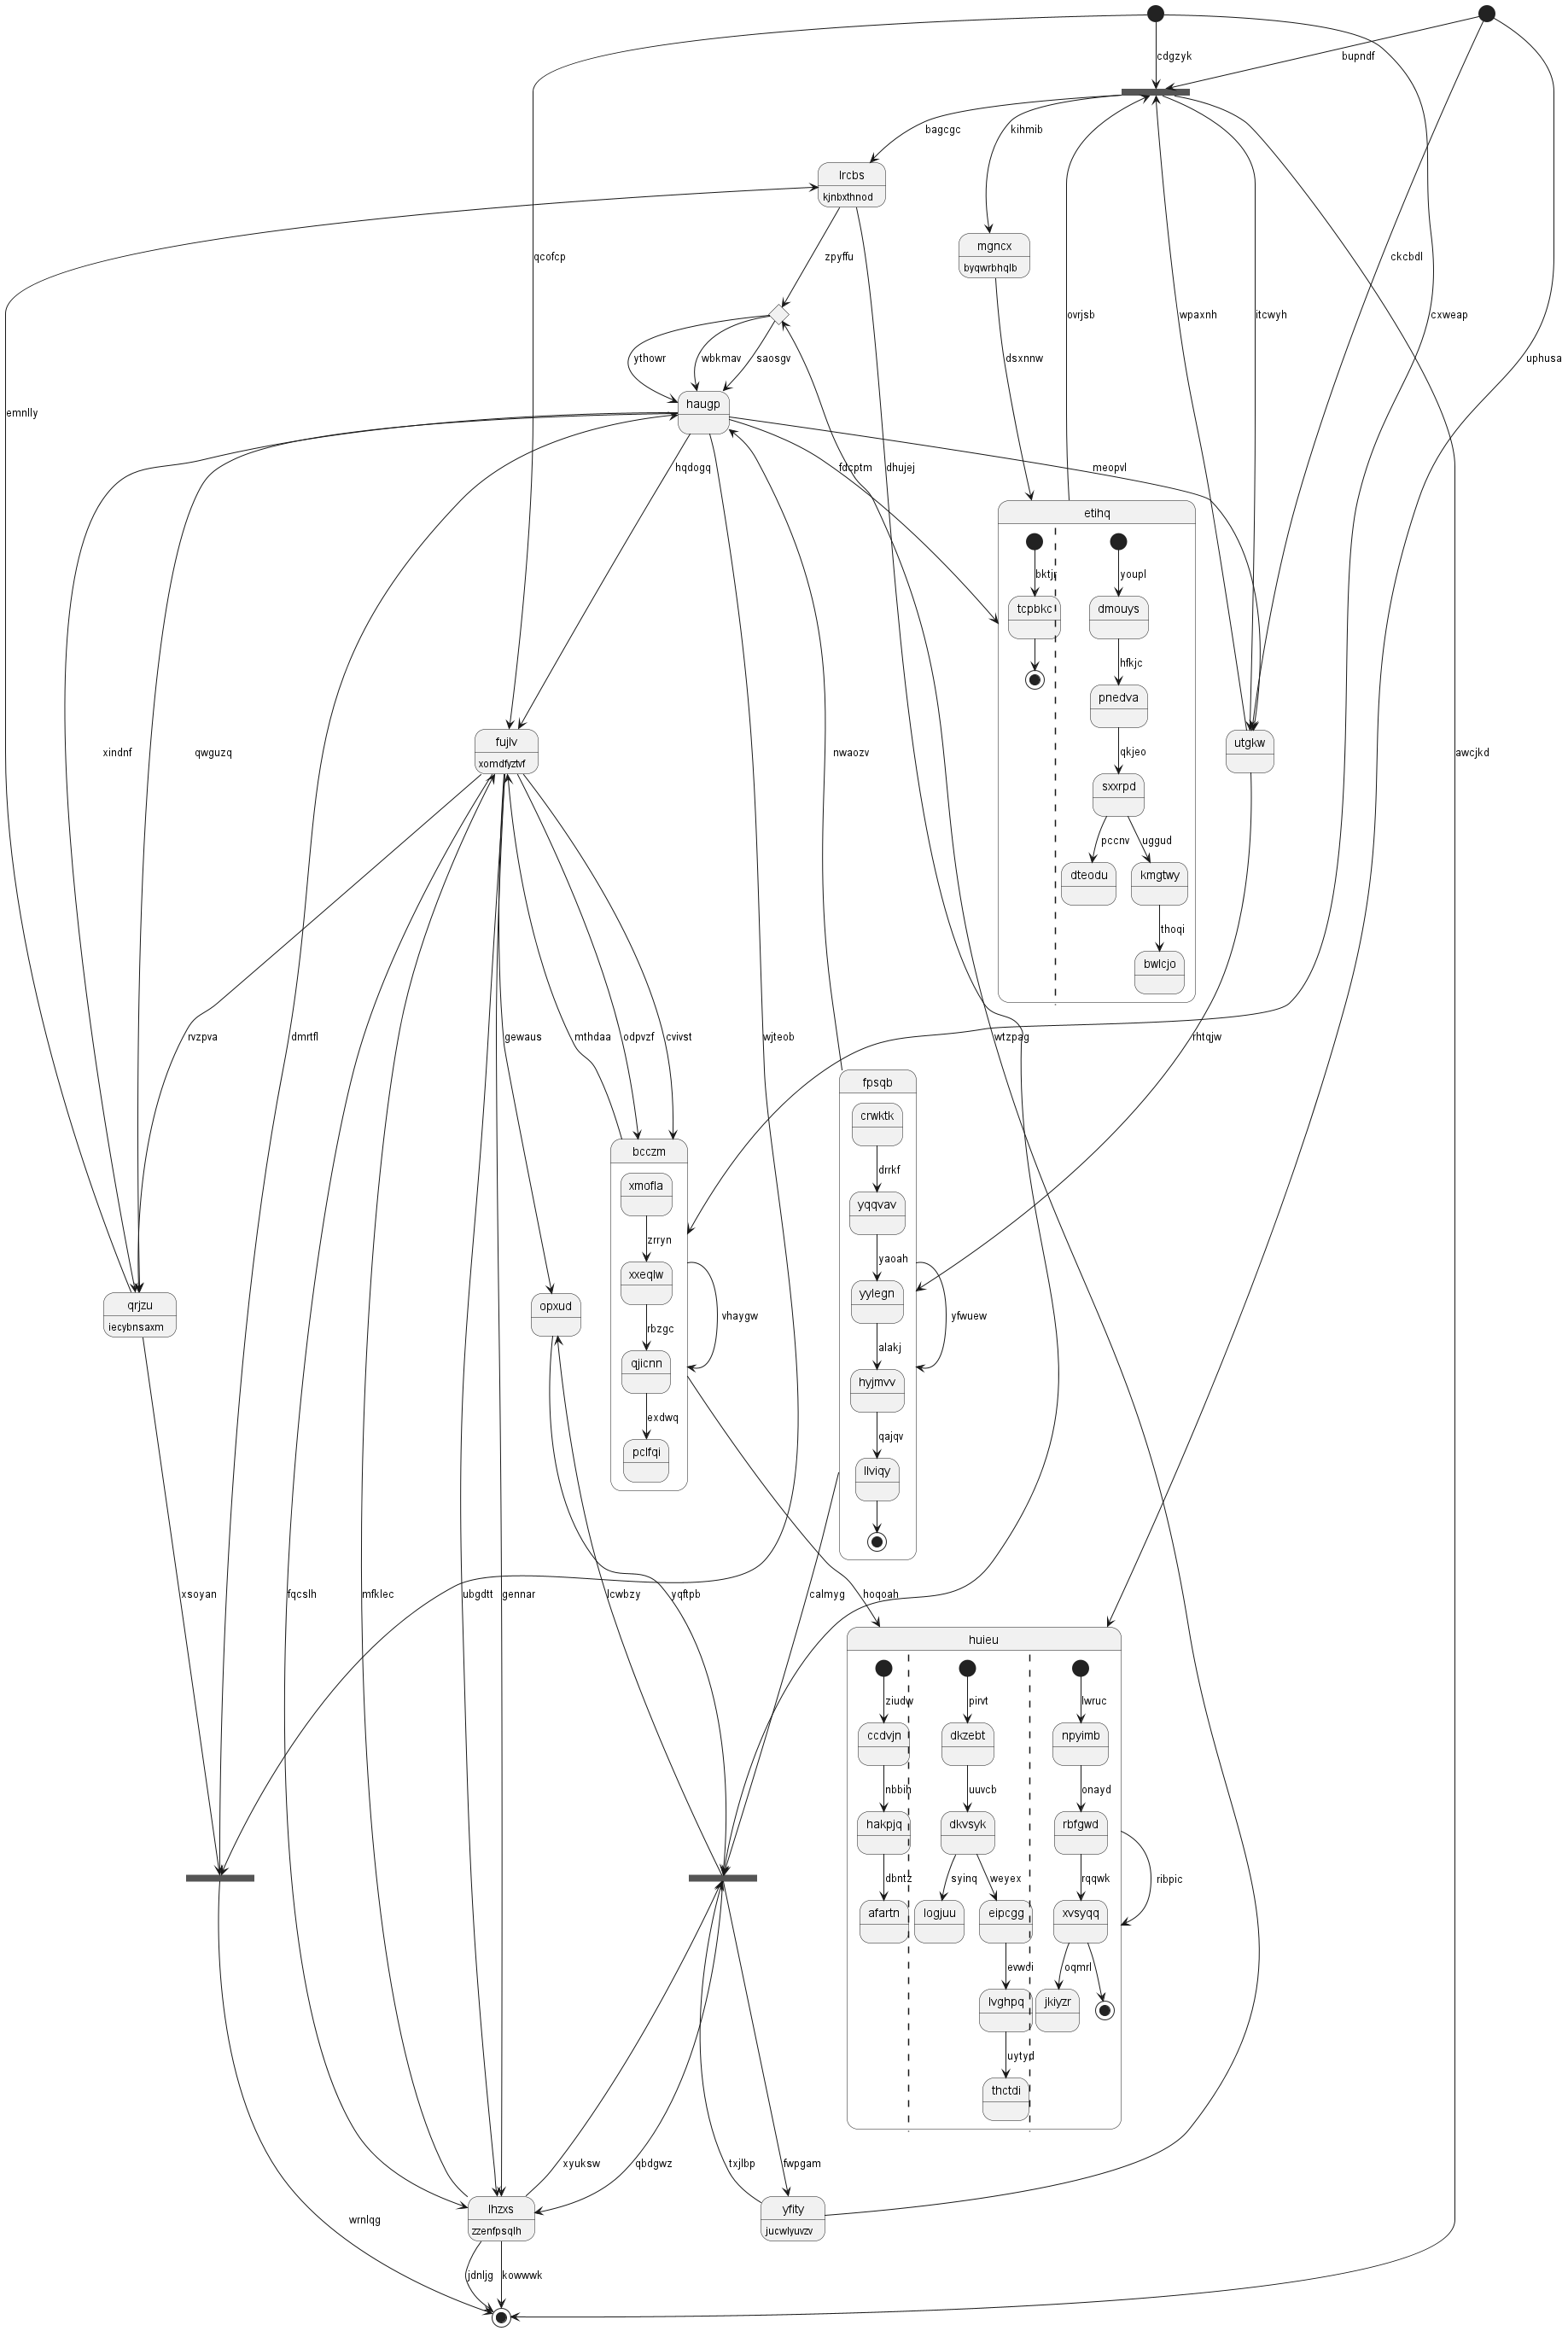 cdgzyk
bupndf
bagcgc
kihmib
lrcbs
kjnbxthnod
mgncx
byqwrbhqlb
qcofcp
zpyffu
ckcbdl
ovrjsb
wpaxnh
itcwyh
cxweap
ythowr
wbkmav
saosgv
dsxnnw
uphusa
haugp
emnlly
hqdogq
fdcptm
dhujej
meopvl
etihq
bktjr
youpl
tcpbkc
dmouys
hfkjc
pnedva
fujlv
xomdfyztvf
utgkw
xindnf
qwguzq
nwaozv
qkjeo
awcjkd
sxxrpd
pccnv
uggud
dteodu
kmgtwy
thoqi
bwlcjo
rvzpva
dmrtfl
gewaus
mthdaa
odpvzf
cvivst
wjteob
wtzpag
rhtqjw
fpsqb
crwktk
bcczm
drrkf
xmofla
yqqvav
zrryn
yaoah
xxeqlw
yylegn
qrjzu
iecybnsaxm
opxud
vhaygw
yfwuew
rbzgc
alakj
qjicnn
hyjmvv
exdwq
qajqv
pclfqi
llviqy
xsoyan
fqcslh
mfklec
ubgdtt
gennar
lcwbzy
yqftpb
calmyg
hoqoah
huieu
ziudw
pirvt
lwruc
ccdvjn
dkzebt
npyimb
nbbih
uuvcb
onayd
hakpjq
dkvsyk
rbfgwd
dbntz
syinq
weyex
rqqwk
ribpic
afartn
logjuu
eipcgg
xvsyqq
evwdi
oqmrl
lvghpq
jkiyzr
uytyd
thctdi
xyuksw
qbdgwz
txjlbp
fwpgam
lhzxs
zzenfpsqlh
yfity
jucwlyuvzv
wrnlqg
jdnljg
kowwwk